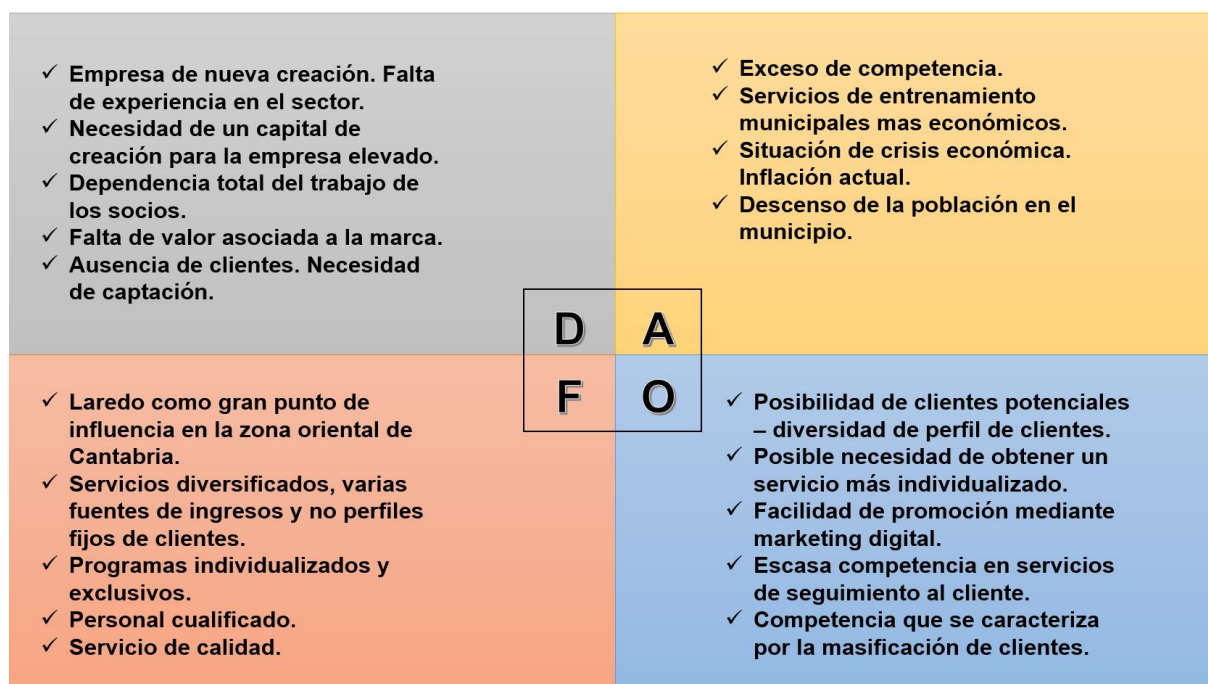 ✓ Empresa de nueva creación. Falta
de experiencia en el sector.
✓ Necesidad de un capital de
creación para la empresa elevado.
✓ Dependencia total del trabajo de
los socios.
✓ Falta de valor asociada a la marca.
✓ Ausencia de clientes. Necesidad
de captación.
✓ Exceso de competencia.
✓ Servicios de entrenamiento
municipales mas económicos.
✓ Situación de crisis económica.
Inflación actual.
✓ Descenso de la población en el
municipio.
D A
F O
✓ Laredo como gran punto de
influencia en la zona oriental de
Cantabria.
✓ Servicios diversificados, varias
fuentes de ingresos y no perfiles
fijos de clientes.
✓ Programas individualizados y
exclusivos.
✓ Personal cualificado.
✓ Servicio de calidad.
✓ Posibilidad de clientes potenciales
– diversidad de perfil de clientes.
✓ Posible necesidad de obtener un
servicio más individualizado.
✓ Facilidad de promoción mediante
marketing digital.
✓ Escasa competencia en servicios
de seguimiento al cliente.
✓ Competencia que se caracteriza
por la masificación de clientes.